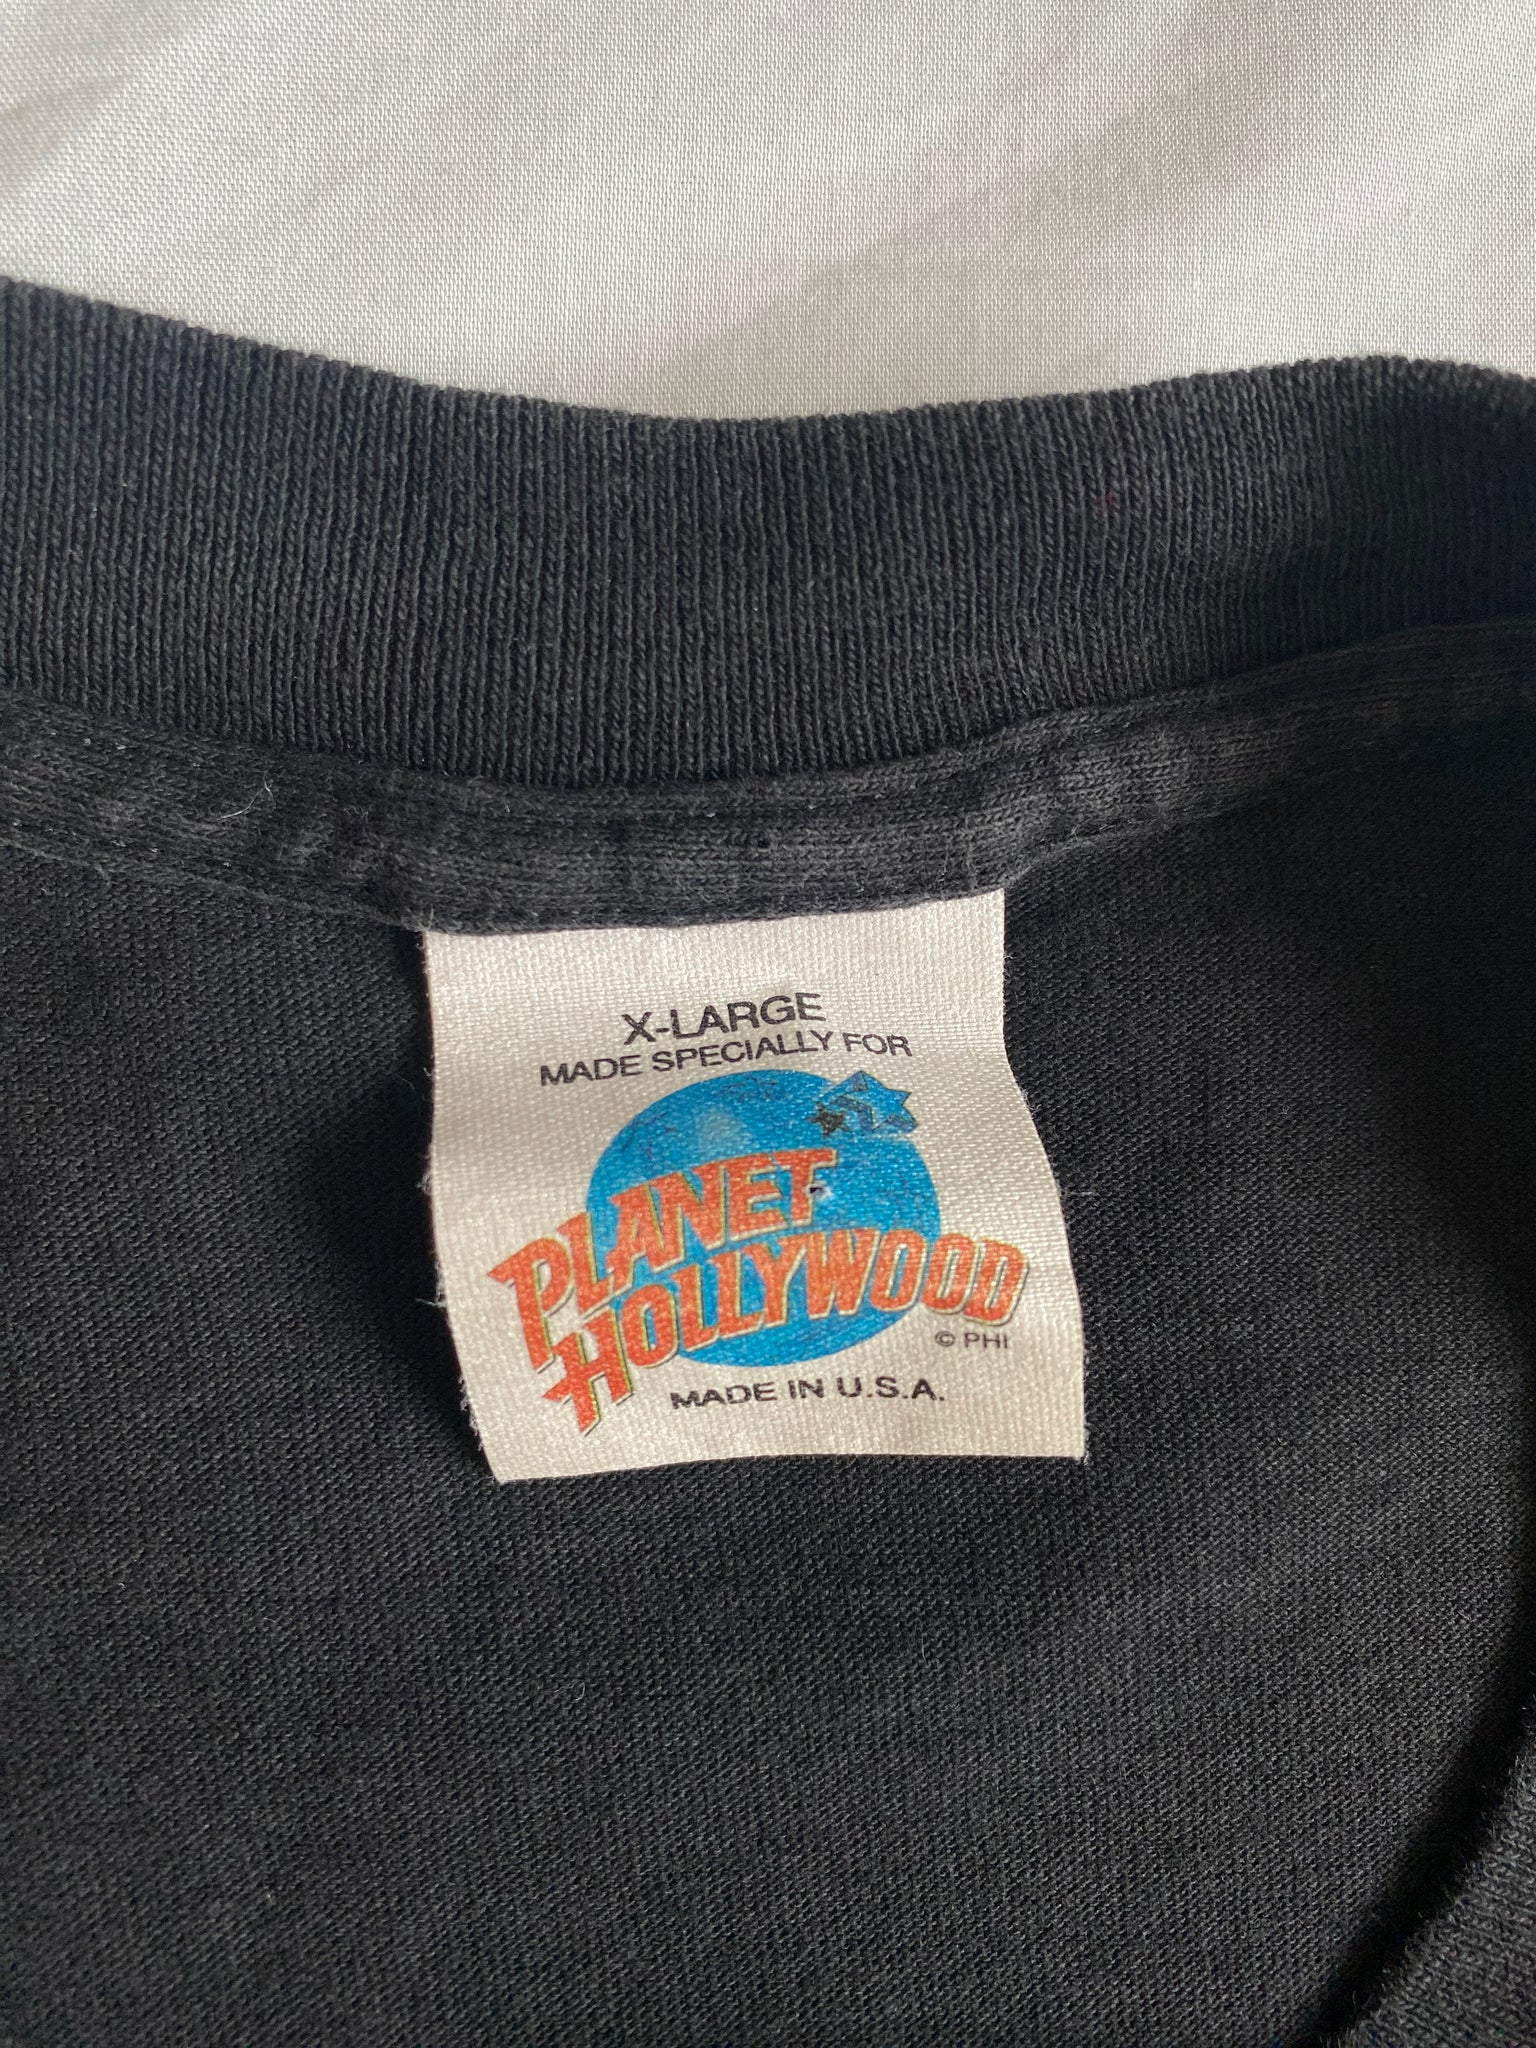 X-LARGE
MADE SPECIALLY FOR
PLANET
HOLLYWOOD
© PHI
MADE IN U.S.A.